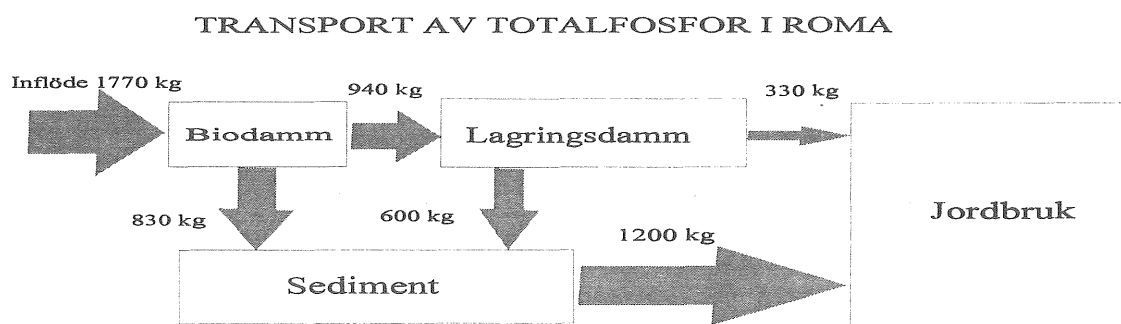 TRANSPORT AV TOTALFOSFOR I ROMA
Inflöde 1770 kg
940 kg
330 kg
Biodamm
Lagringsdamm
830 kg
600 kg
1200 kg
Jordbruk
Sediment